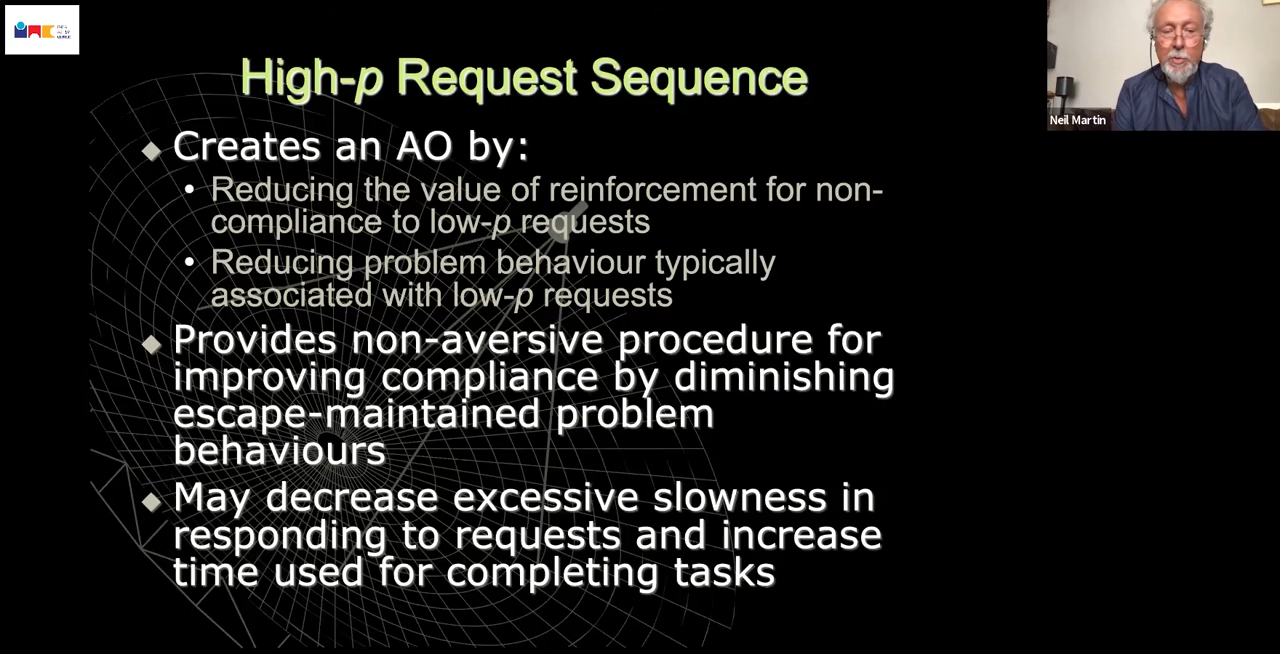 High-p Request Sequence
Creates an AO by:
Reducing the value of reinforcement for non-
compliance to low-p requests
Reducing problem behaviour typically
associated with low-p requests
Provides non-aversive procedure for
improving compliance by diminishing
escape-maintained problem
behaviours
May decrease excessive slowness in
responding to requests and increase
time used for completing tasks
Neil Martin